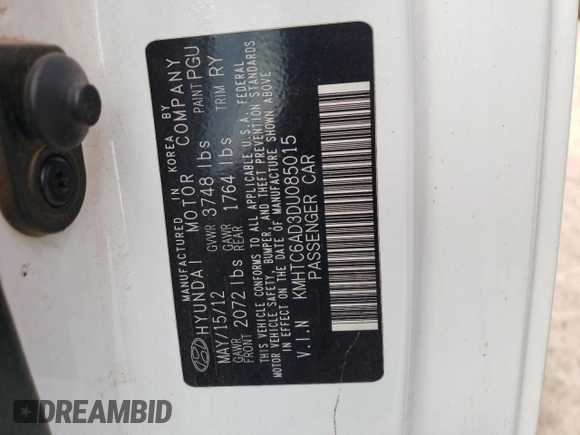 MANUFACTURED IN KOREA BY
HYUNDAI MOTOR COMPANY
MAY/15/12 GVWR 3748 lbs PAINT PGU
GAWR FRONT 2072 lbs GAWR REAR 1764 lbs TRIM RY
THIS VEHICLE CONFORMS TO ALL APPLICABLE U.S.A. FEDERAL
MOTOR VEHICLE SAFETY, BUMPER, AND THEFT PREVENTION STANDARDS
IN EFFECT ON THE DATE OF MANUFACTURE SHOWN ABOVE
V.I.N KMHTC6AD3DU085015
PASSENGER CAR
DREAMBID